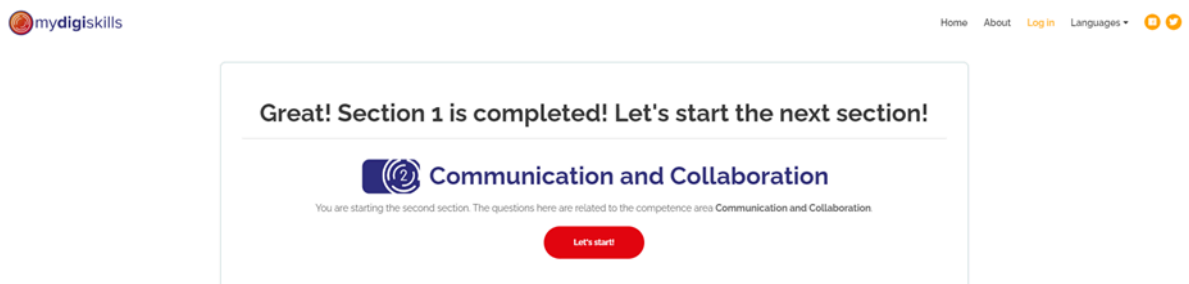 mydigiskills
Home About Log in Languages
Great! Section 1 is completed! Let's start the next section!
2 Communication and Collaboration
You are starting the second section. The questions here are related to the competence area Communication and Collaboration.
Let's start!